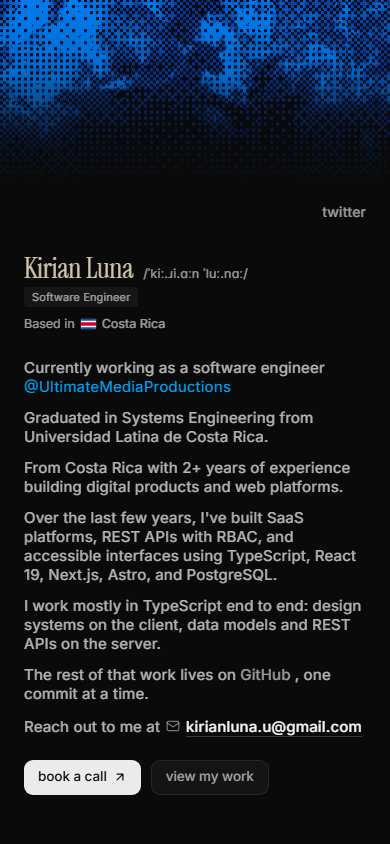 twitter
Kirian Luna /ˈkiː.ɹi.ɑːn ˈluː.nɑː/
Software Engineer
Based in Costa Rica
Currently working as a software engineer
@UltimateMediaProductions
Graduated in Systems Engineering from
Universidad Latina de Costa Rica.
From Costa Rica with 2+ years of experience
building digital products and web platforms.
Over the last few years, I've built SaaS
platforms, REST APIs with RBAC, and
accessible interfaces using TypeScript, React
19, Next.js, Astro, and PostgreSQL.
I work mostly in TypeScript end to end: design
systems on the client, data models and REST
APIs on the server.
The rest of that work lives on GitHub , one
commit at a time.
Reach out to me at kirianluna.u@gmail.com
book a call view my work